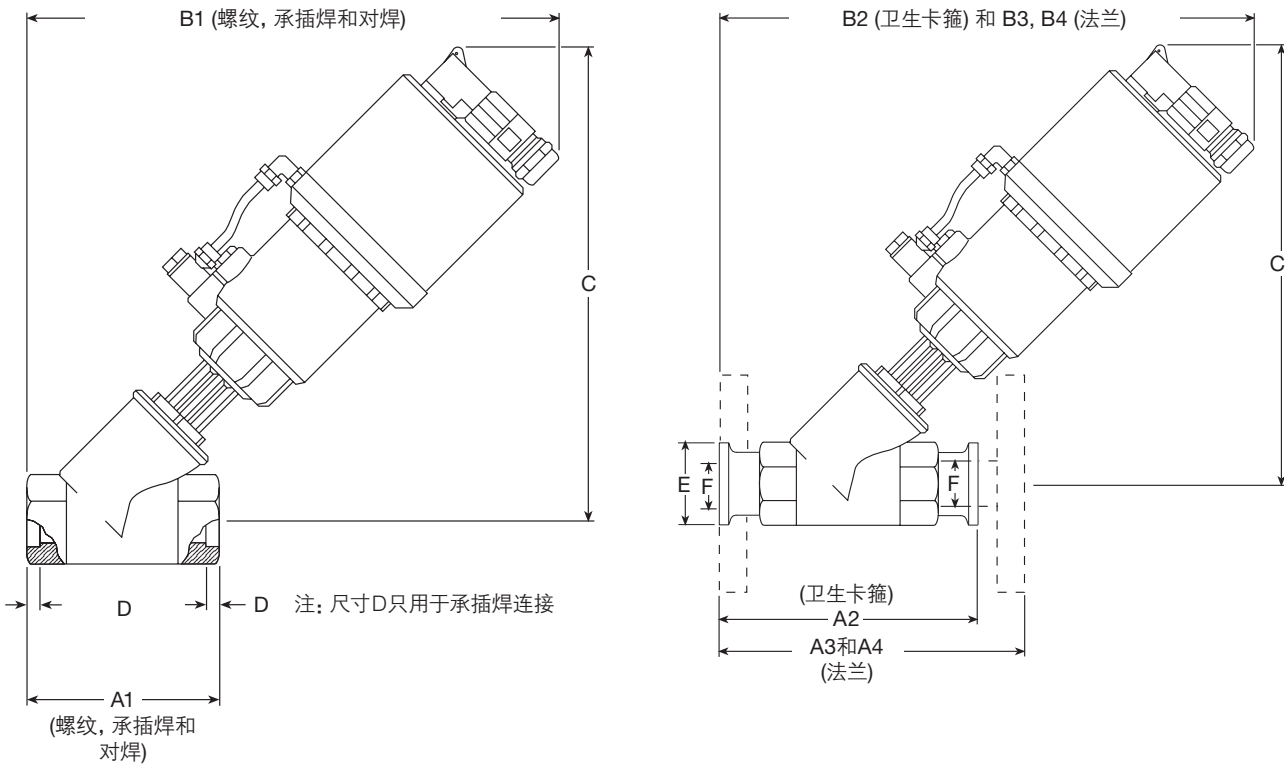 B1 (螺纹, 承插焊和对焊)
C
D
D
注: 尺寸D只用于承插焊连接
A1
(螺纹, 承插焊和
对焊)
B2 (卫生卡箍) 和 B3, B4 (法兰)
C
E
F
F
(卫生卡箍)
A2
A3和A4
(法兰)